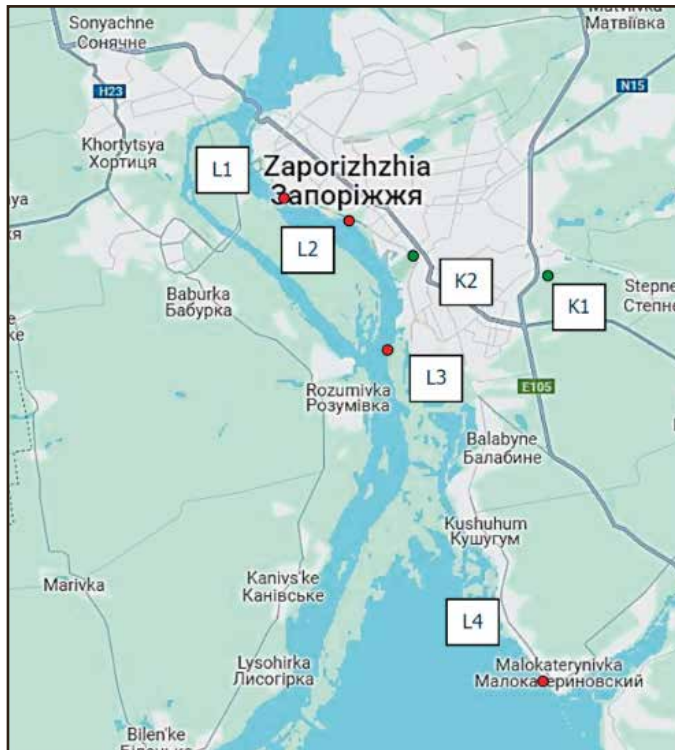 Matviivka
Матвіївка
Sonyachne
Сонячне
H23
N15
Khortytsya
Хортиця
L1
Zaporizhzhia
Запоріжжя
L2
K2
Stepne
Степне
K1
Baburka
Бабурка
L3
E105
Rozumivka
Розумівка
Balabyne
Балабине
Kushuhum
Кушугум
Marivka
Kanivs'ke
Канівське
L4
Lysohirka
Лисогірка
Malokaterynivka
Малокатериновский
Bilen'ke